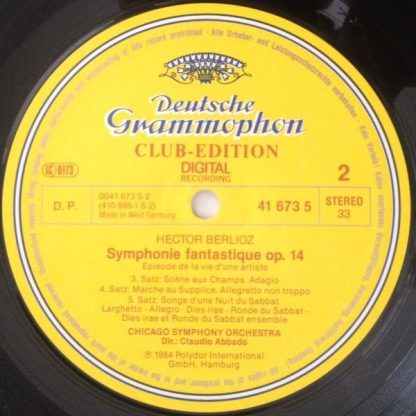 Deutsche
Grammophon
CLUB-EDITION
DIGITAL
RECORDING
2
LC 0173
D. P.
0041 673 S 2
(410 895-1 S 2)
Made in West Germany
41 673 5
STEREO
33
HECTOR BERLIOZ
Symphonie fantastique op. 14
Episode de la vie d'une artiste
3. Satz: Scène aux Champs. Adagio
4. Satz: Marche au Supplice. Allegretto non troppo
5. Satz: Songe d'une Nuit du Sabbat.
Larghetto - Allegro · Dies irae - Ronde du Sabbat -
Dies irae et Ronde du Sabbat ensemble
CHICAGO SYMPHONY ORCHESTRA
Dir.: Claudio Abbado
℗ 1984 Polydor International
GmbH, Hamburg